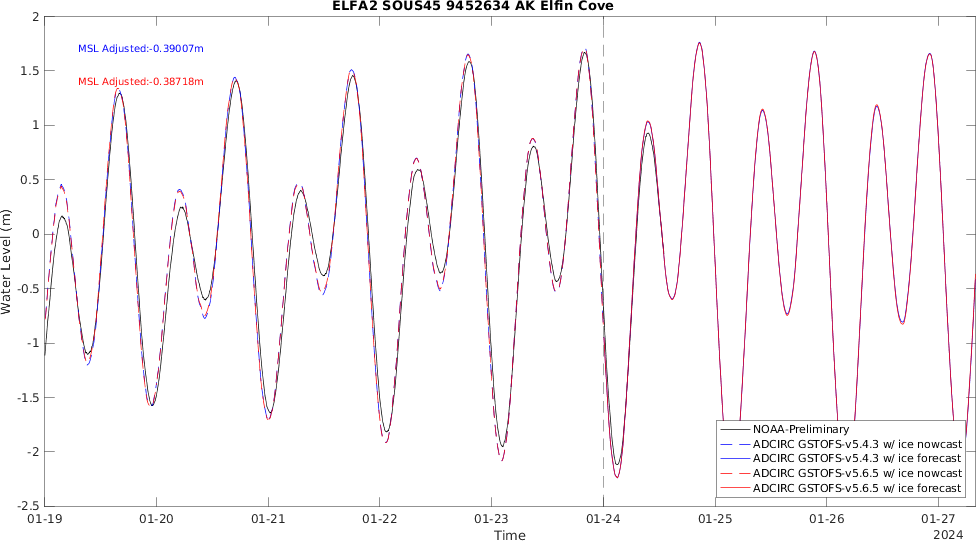 ELFA2 SOUS45 9452634 AK Elfin Cove
MSL Adjusted:-0.39007m
MSL Adjusted:-0.38718m
Water Level (m)
2
1.5
1
0.5
0
-0.5
-1
-1.5
-2
-2.5
NOAA-Preliminary
ADCIRC GSTOFS-v5.4.3 w/ ice nowcast
ADCIRC GSTOFS-v5.4.3 w/ ice forecast
ADCIRC GSTOFS-v5.6.5 w/ ice nowcast
ADCIRC GSTOFS-v5.6.5 w/ ice forecast
01-19 01-20 01-21 01-22 01-23 01-24 01-25 01-26 01-27
Time
2024